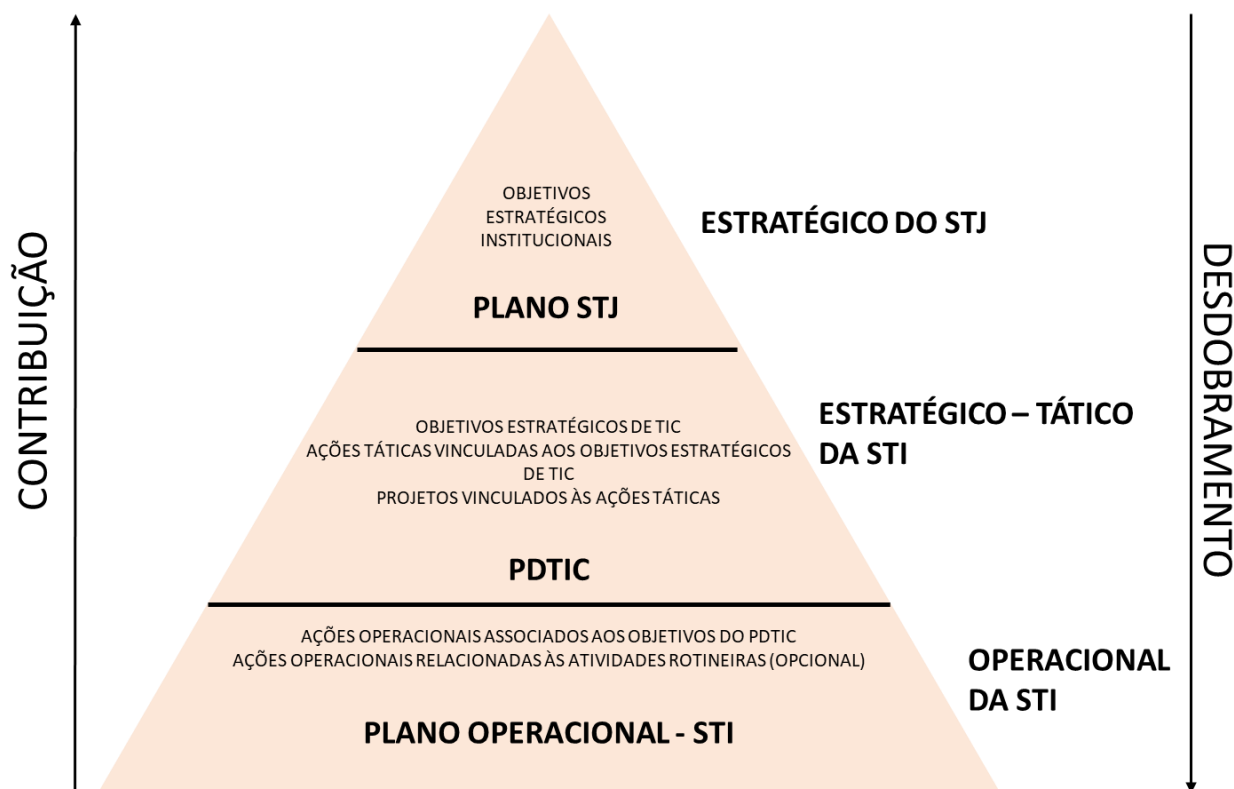 CONTRIBUIÇÃO
OBJETIVOS
ESTRATÉGICOS
INSTITUCIONAIS
PLANO STJ
ESTRATÉGICO DO STJ
OBJETIVOS ESTRATÉGICOS DE TIC
AÇÕES TÁTICAS VINCULADAS AOS OBJETIVOS ESTRATÉGICOS
DE TIC
PROJETOS VINCULADOS ÀS AÇÕES TÁTICAS
PDTIC
ESTRATÉGICO – TÁTICO
DA STI
AÇÕES OPERACIONAIS ASSOCIADOS AOS OBJETIVOS DO PDTIC
AÇÕES OPERACIONAIS RELACIONADAS ÀS ATIVIDADES ROTINEIRAS (OPCIONAL)
PLANO OPERACIONAL - STI
OPERACIONAL
DA STI
DESDOBRAMENTO